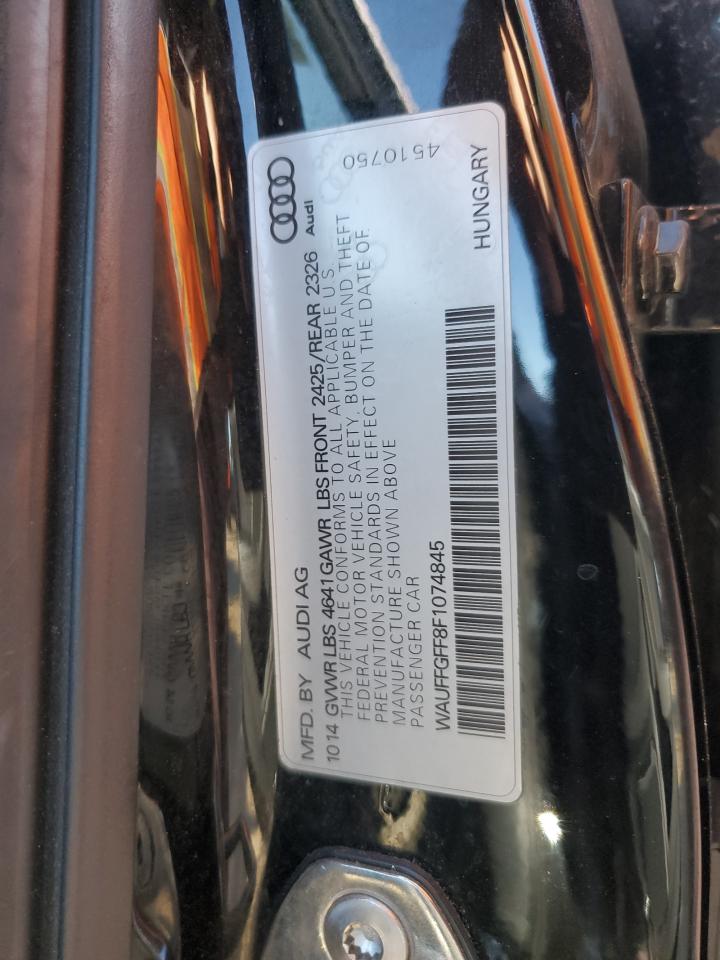 MFD. BY AUDI AG
Audi
4510750
1014 GVWR LBS 4641 GAWR LBS FRONT 2425/REAR 2326
THIS VEHICLE CONFORMS TO ALL APPLICABLE U.S.
FEDERAL MOTOR VEHICLE SAFETY, BUMPER AND THEFT
PREVENTION STANDARDS IN EFFECT ON THE DATE OF
MANUFACTURE SHOWN ABOVE
PASSENGER CAR
WAUFFGFF8F1074845
HUNGARY